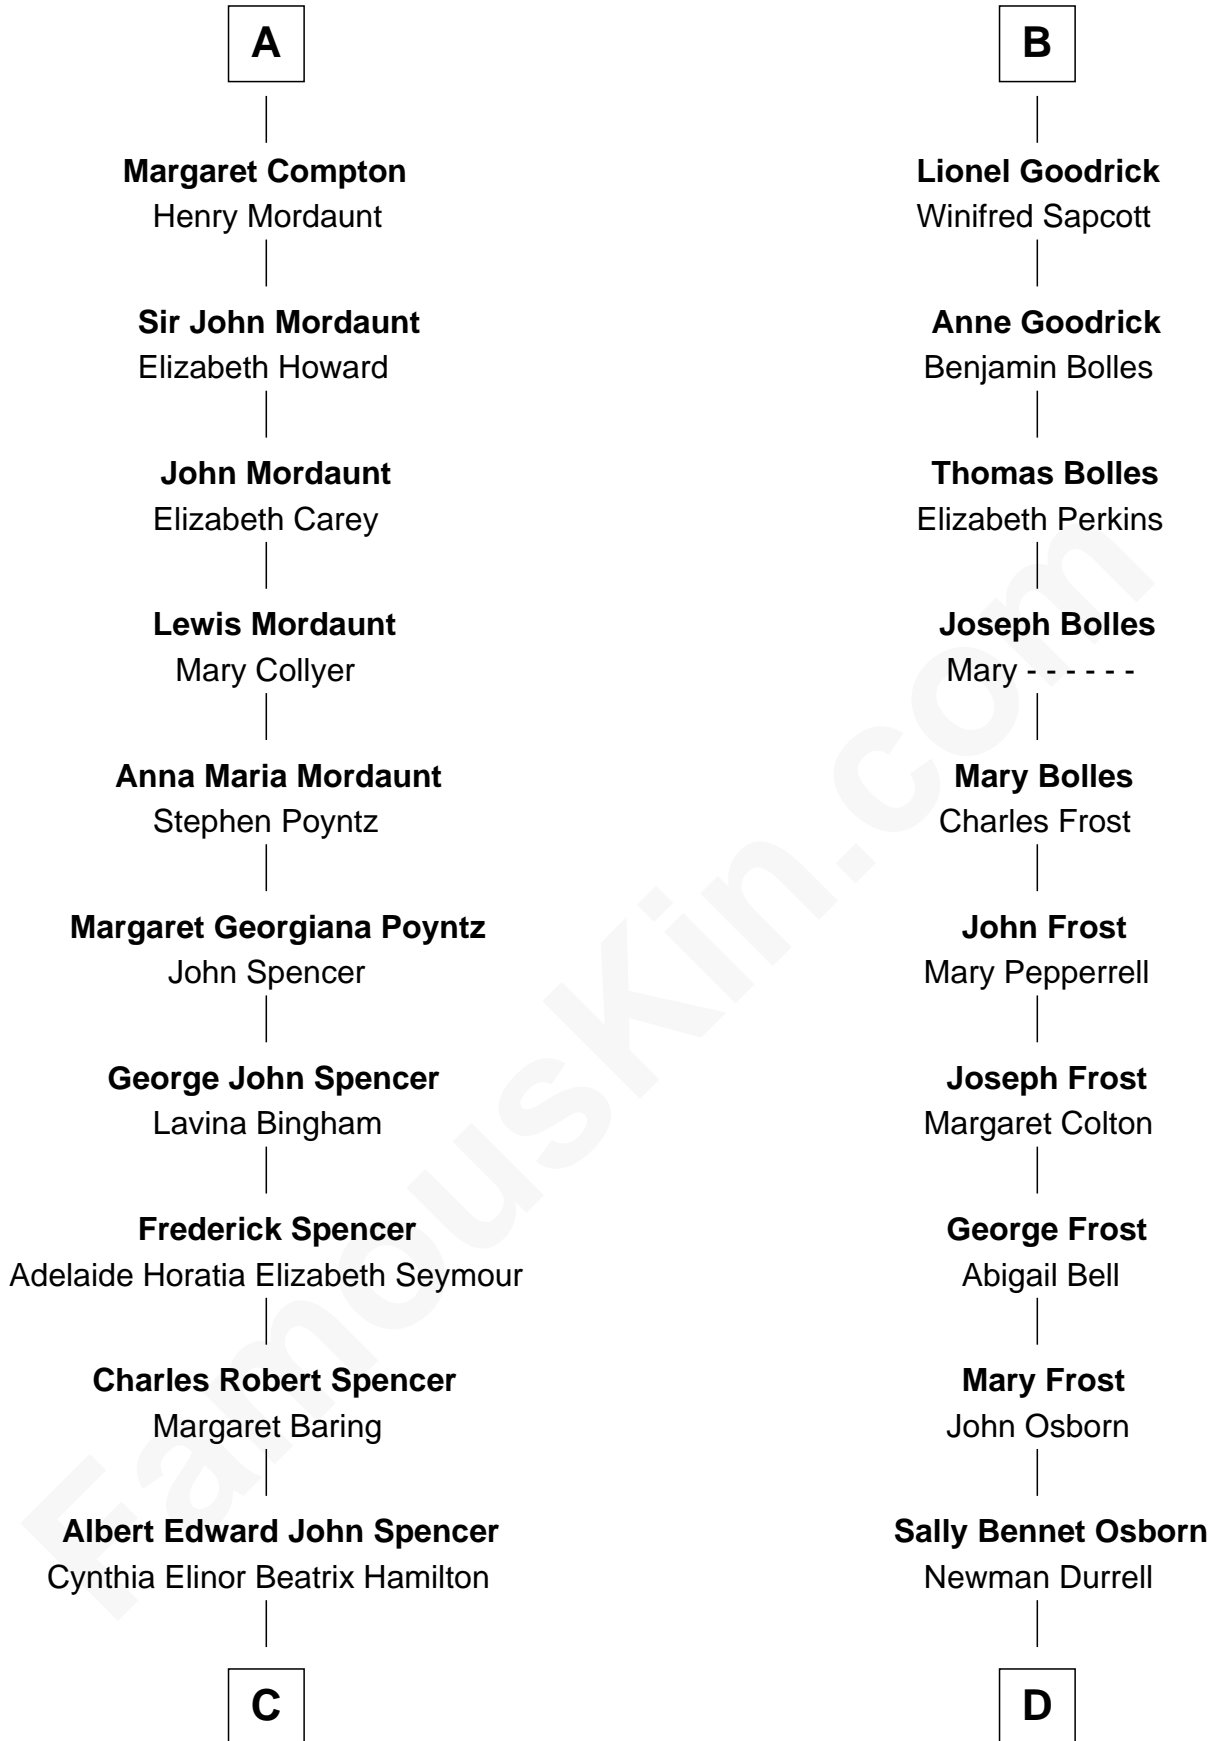 A
Margaret Compton
Henry Mordaunt
Sir John Mordaunt
Elizabeth Howard
John Mordaunt
Elizabeth Carey
Lewis Mordaunt
Mary Collyer
Anna Maria Mordaunt
Stephen Poyntz
Margaret Georgiana Poyntz
John Spencer
George John Spencer
Lavina Bingham
Frederick Spencer
Adelaide Horatia Elizabeth Seymour
Charles Robert Spencer
Margaret Baring
Albert Edward John Spencer
Cynthia Elinor Beatrix Hamilton
C
B
Lionel Goodrick
Winifred Sapcott
Anne Goodrick
Benjamin Bolles
Thomas Bolles
Elizabeth Perkins
Joseph Bolles
Mary - - - - - -
Mary Bolles
Charles Frost
John Frost
Mary Pepperrell
Joseph Frost
Margaret Colton
George Frost
Abigail Bell
Mary Frost
John Osborn
Sally Bennet Osborn
Newman Durrell
D
FamousKin.com